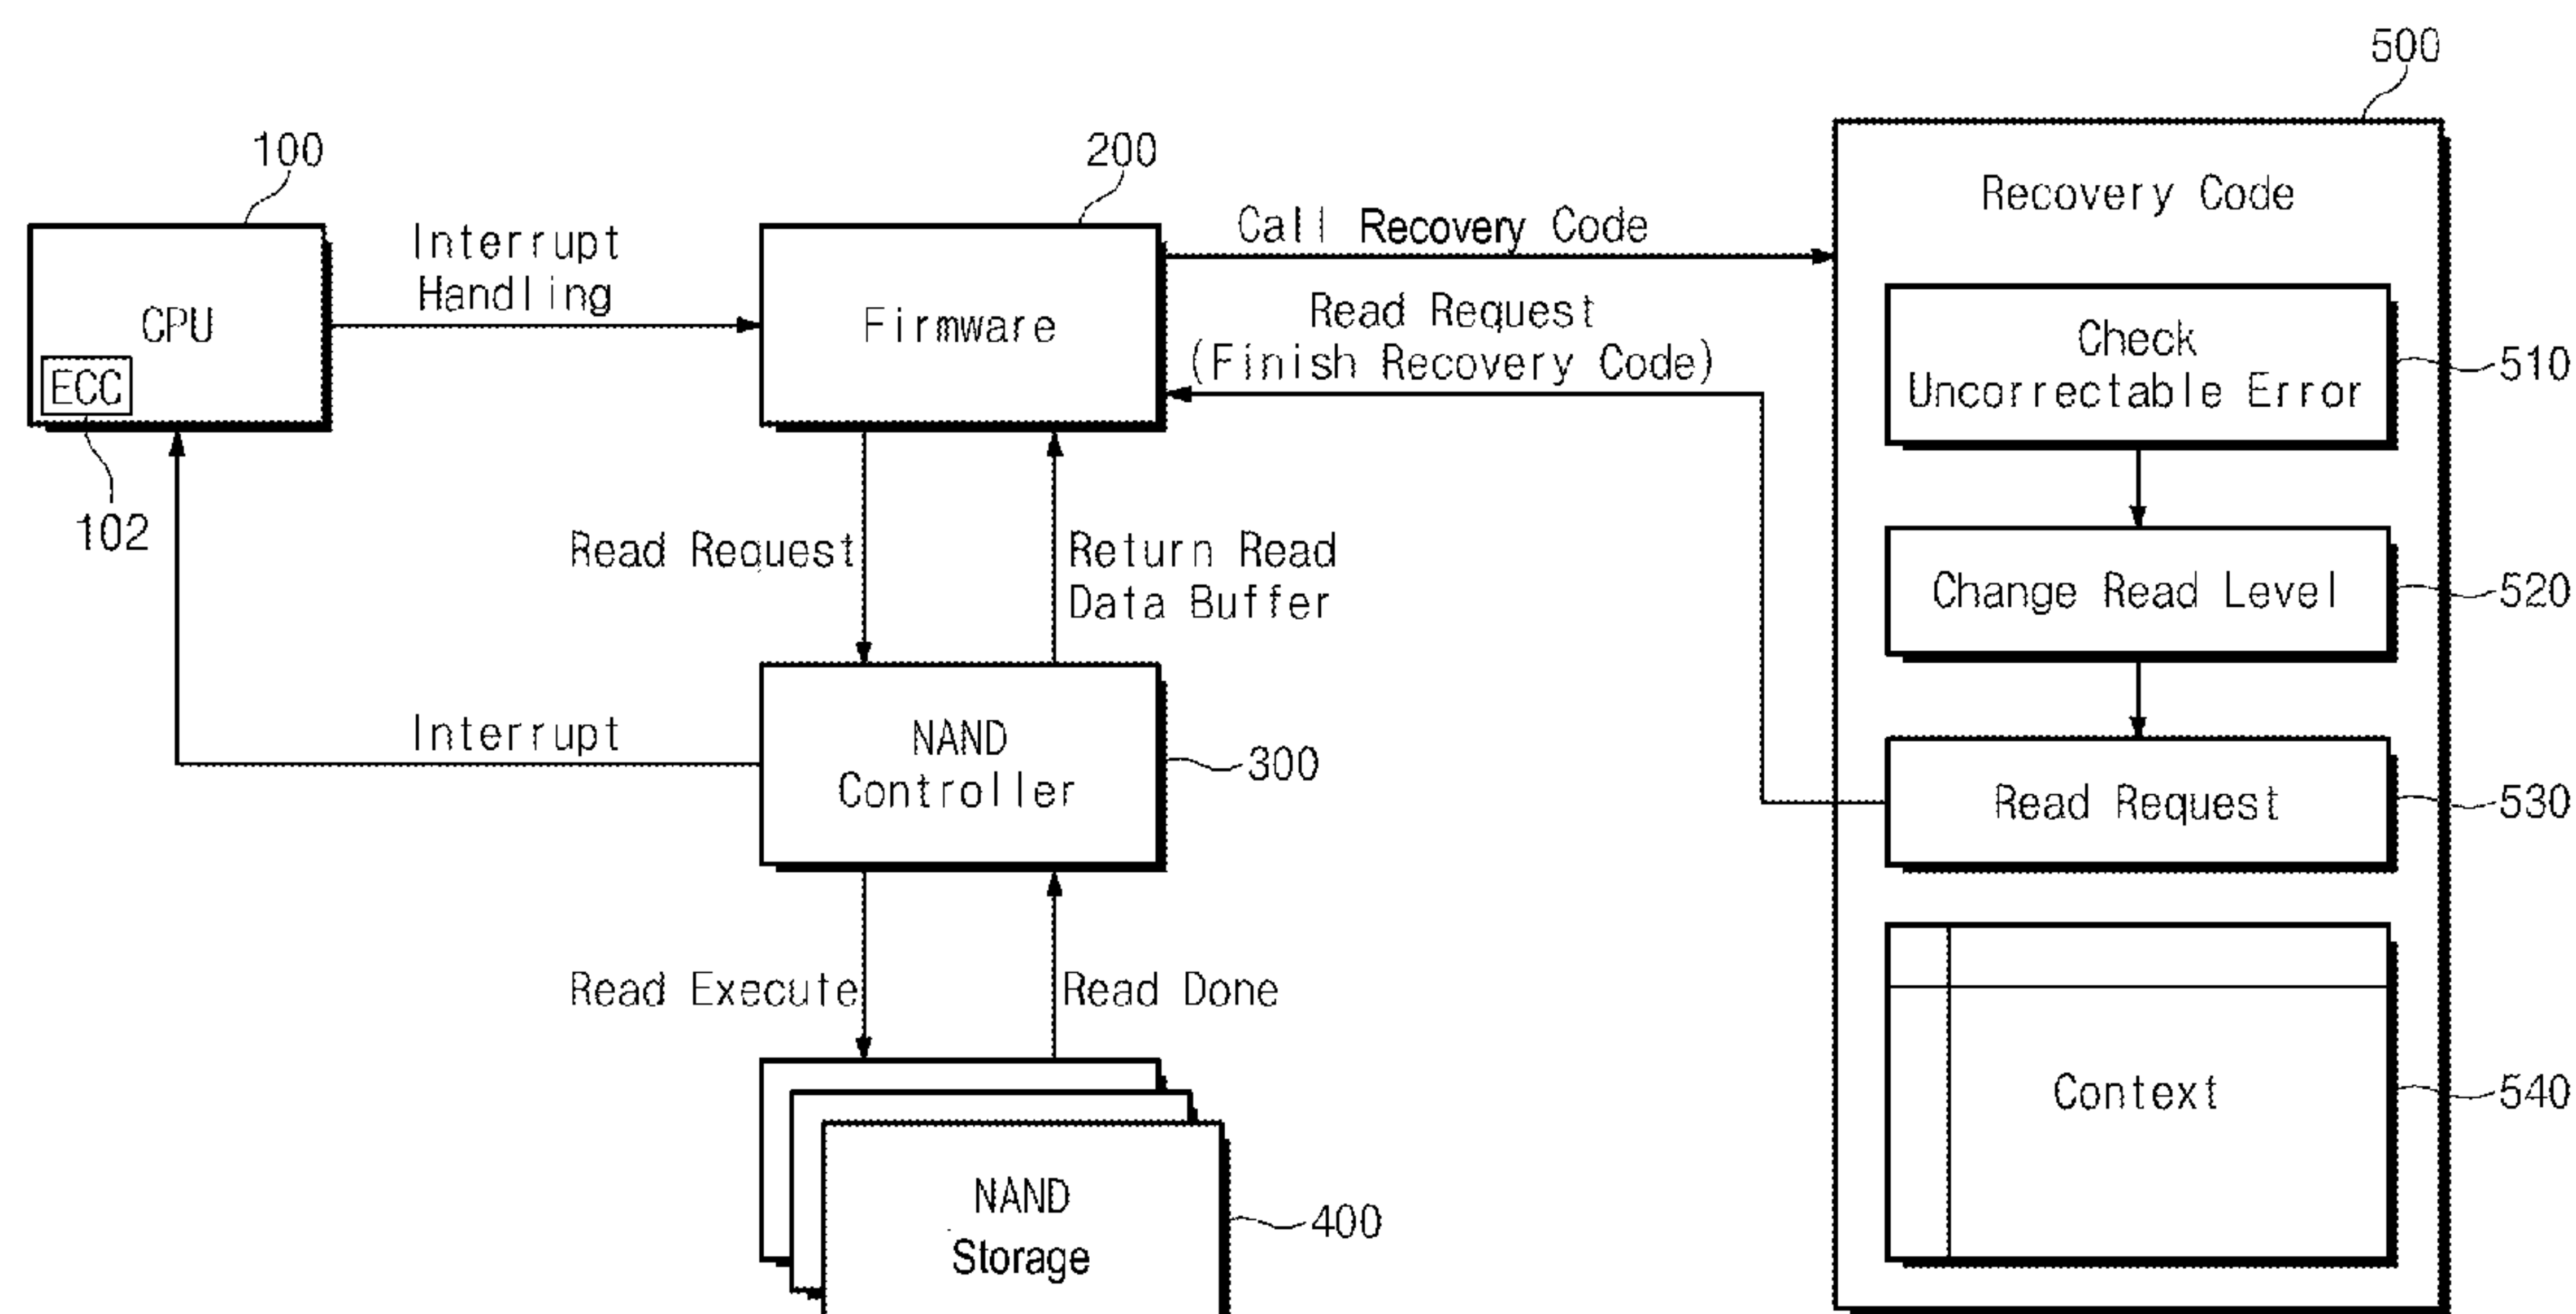 500
100
200
Recovery Code
Interrupt
Handling
Call Recovery Code
CPU
ECC
102
Firmware
Read Request
(Finish Recovery Code)
Check
Uncorrectable Error
510
Read Request
Return Read
Data Buffer
Change Read Level
520
Interrupt
NAND
Controller
300
Read Request
530
Read Execute
Read Done
Context
540
NAND
Storage
400